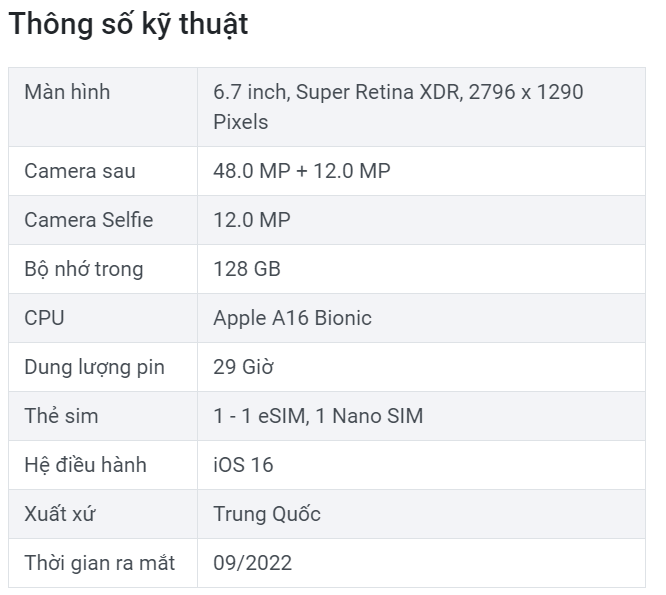 Thông số kỹ thuật
Màn hình
6.7 inch, Super Retina XDR, 2796 x 1290
Pixels
Camera sau
48.0 MP + 12.0 MP
Camera Selfie
12.0 MP
Bộ nhớ trong
128 GB
CPU
Apple A16 Bionic
Dung lượng pin
29 Giờ
Thẻ sim
1 - 1 eSIM, 1 Nano SIM
Hệ điều hành
iOS 16
Xuất xứ
Trung Quốc
Thời gian ra mắt
09/2022